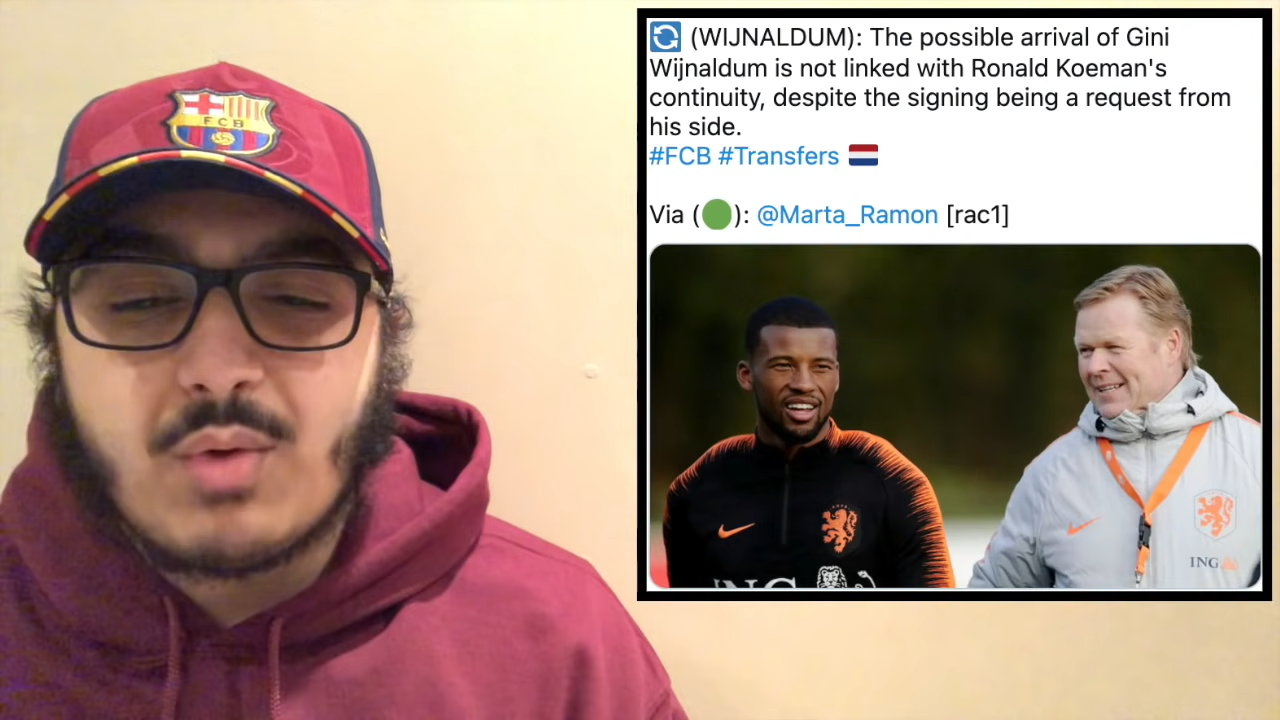 FCB
(WIJNALDUM): The possible arrival of Gini
Wijnaldum is not linked with Ronald Koeman's
continuity, despite the signing being a request from
his side.
#FCB #Transfers
Via ( ): @Marta_Ramon [rac1]
ING
ING